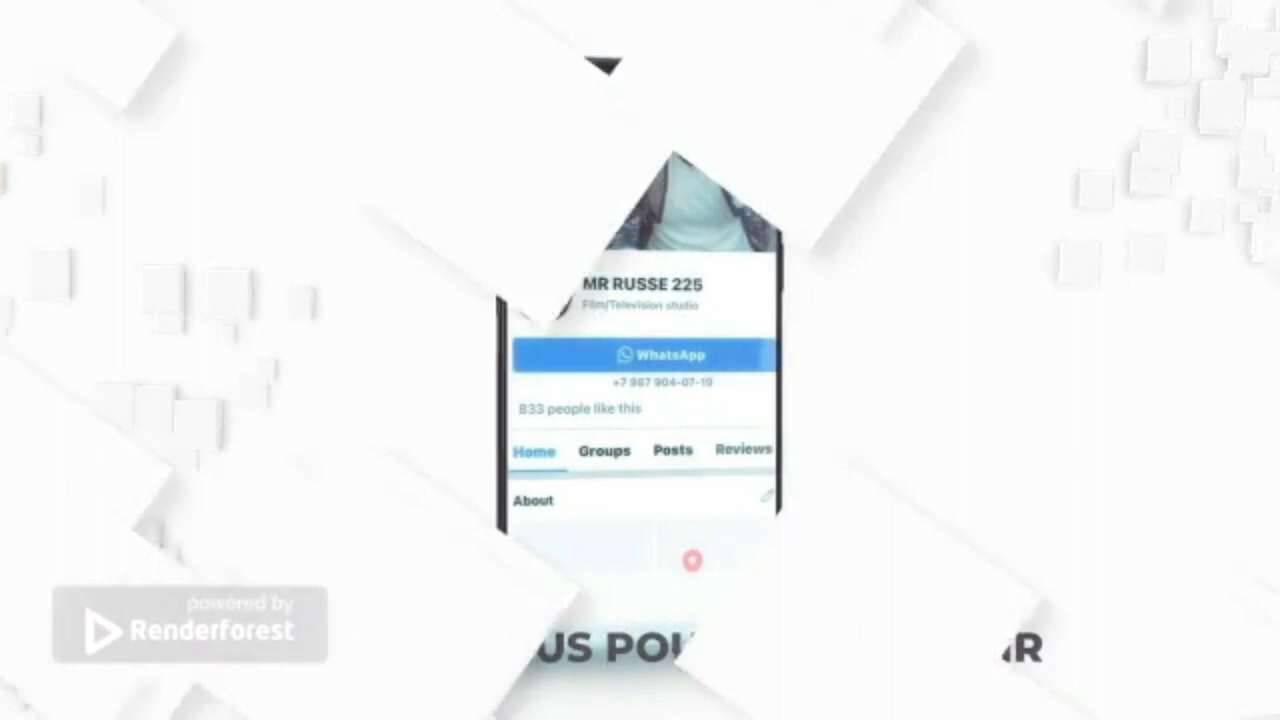 MR RUSSE 225
Film/Television studio
WhatsApp
+7 987 904-07-19
833 people like this
Home Groups Posts Reviews
About
powered by
Renderforest
US